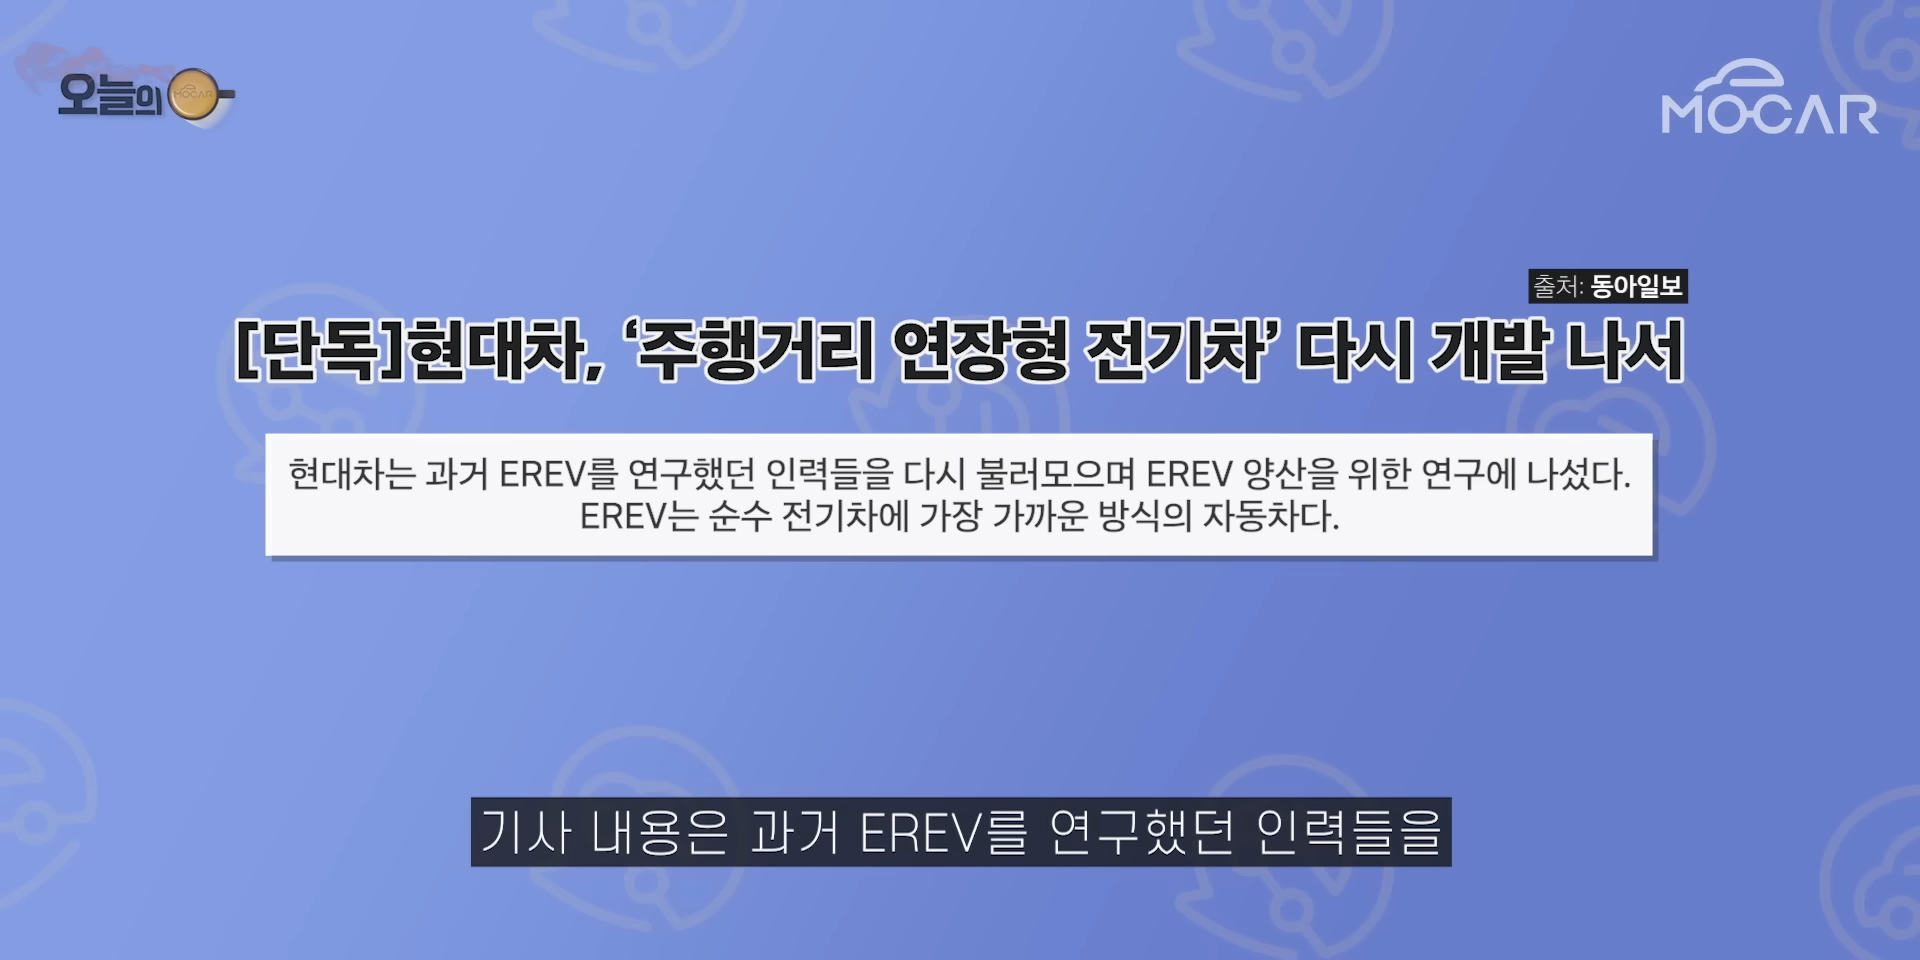 오늘의
MOCAR
MOCAR
출처: 동아일보
[단독]현대차, ‘주행거리 연장형 전기차’ 다시 개발 나서
현대차는 과거 EREV를 연구했던 인력들을 다시 불러모으며 EREV 양산을 위한 연구에 나섰다.
EREV는 순수 전기차에 가장 가까운 방식의 자동차다.
기사 내용은 과거 EREV를 연구했던 인력들을